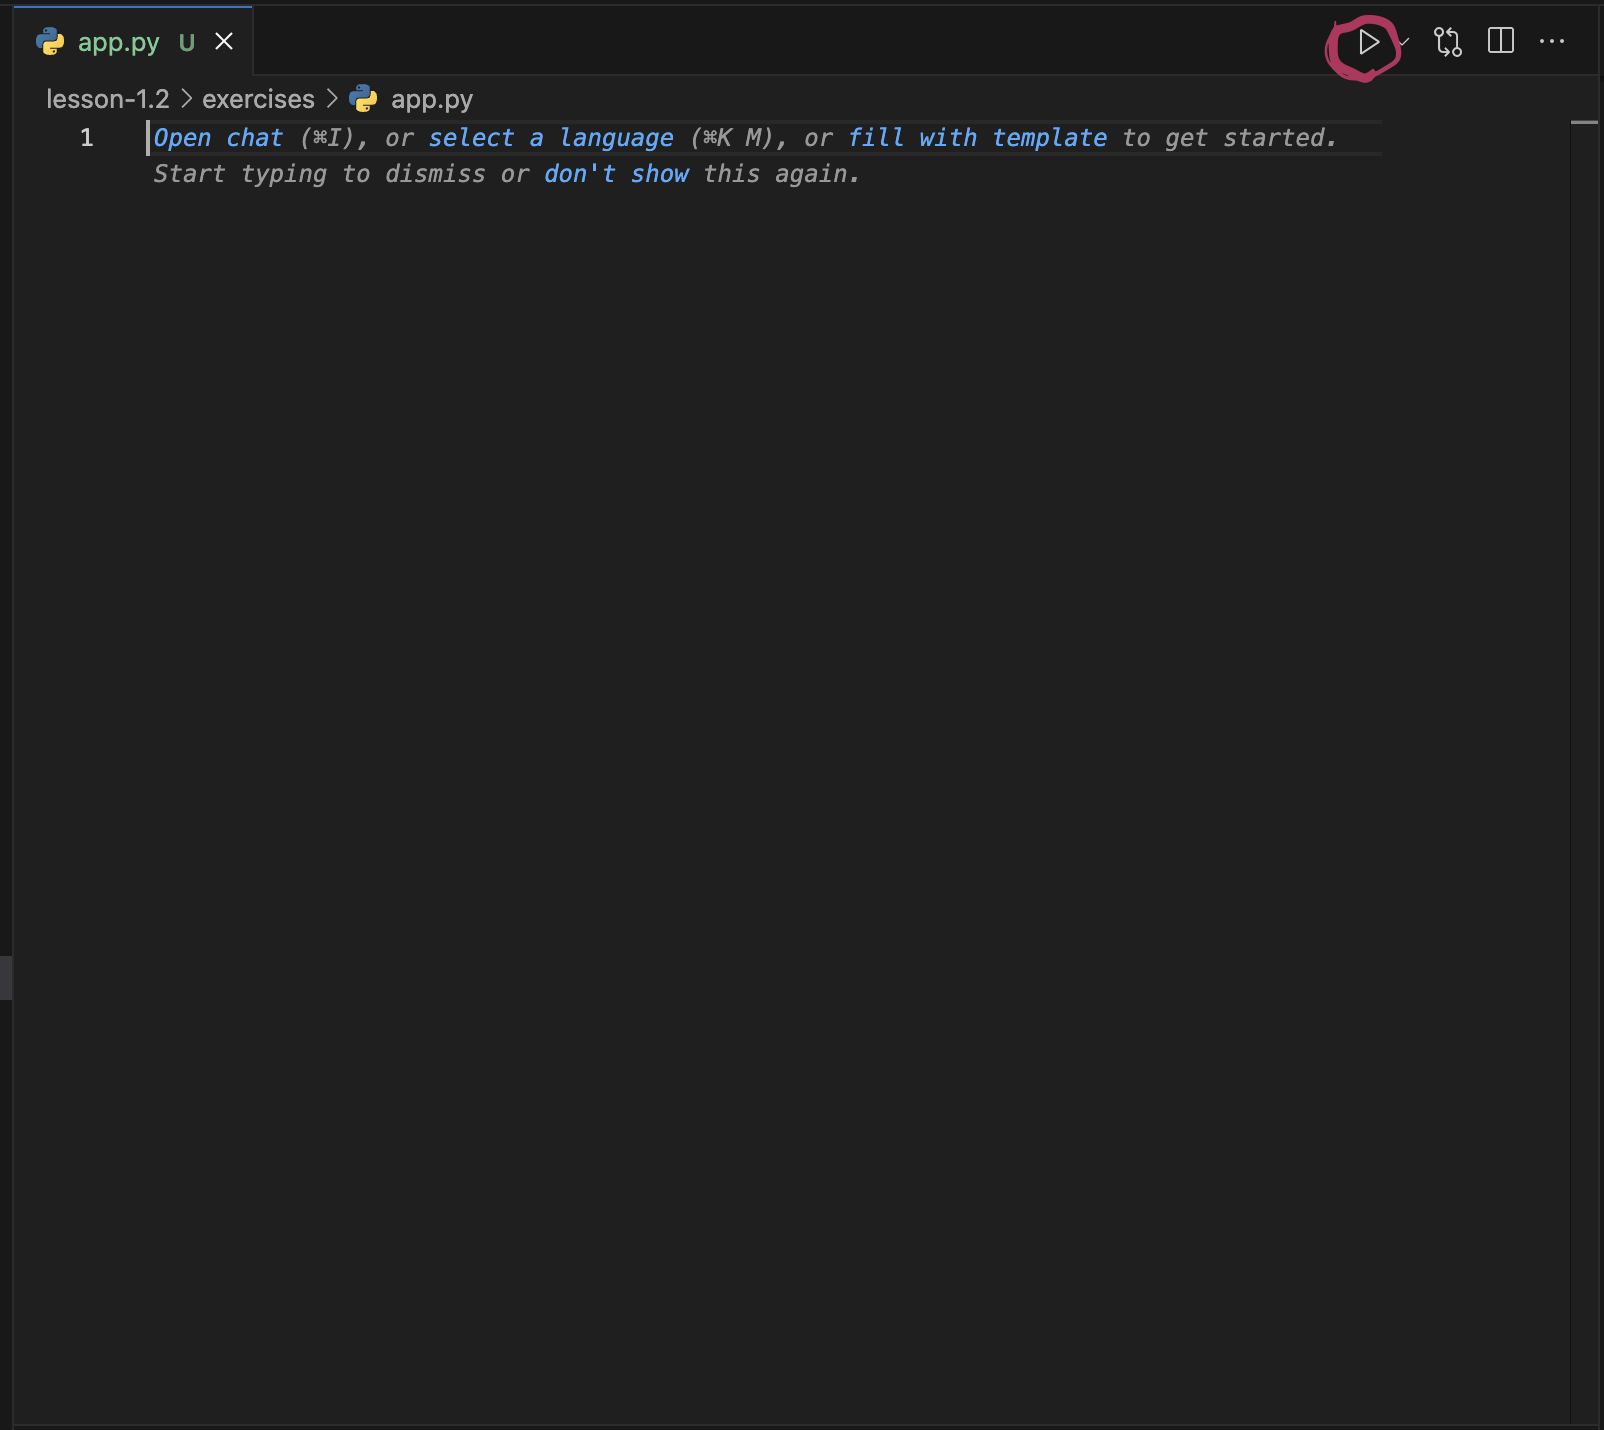 app.py U
lesson-1.2 > exercises > app.py
1 Open chat (⌘I), or select a language (⌘K M), or fill with template to get started.
Start typing to dismiss or don't show this again.